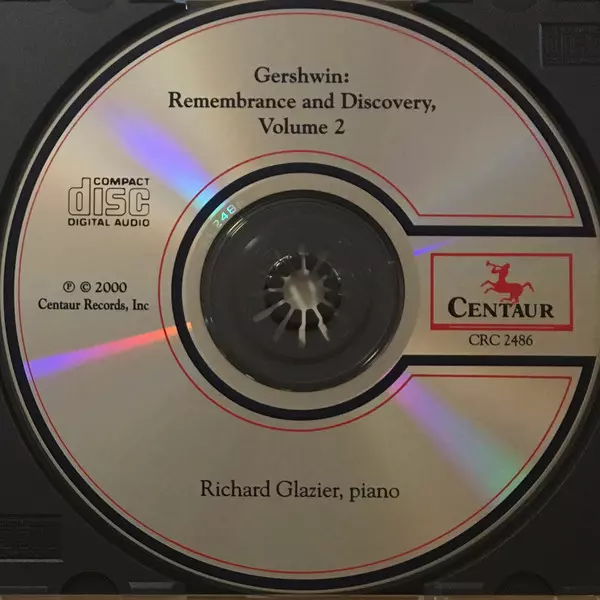 Gershwin:
Remembrance and Discovery,
Volume 2
COMPACT
disc
DIGITAL AUDIO
248
℗ © 2000
Centaur Records, Inc
CENTAUR
CRC 2486
Richard Glazier, piano